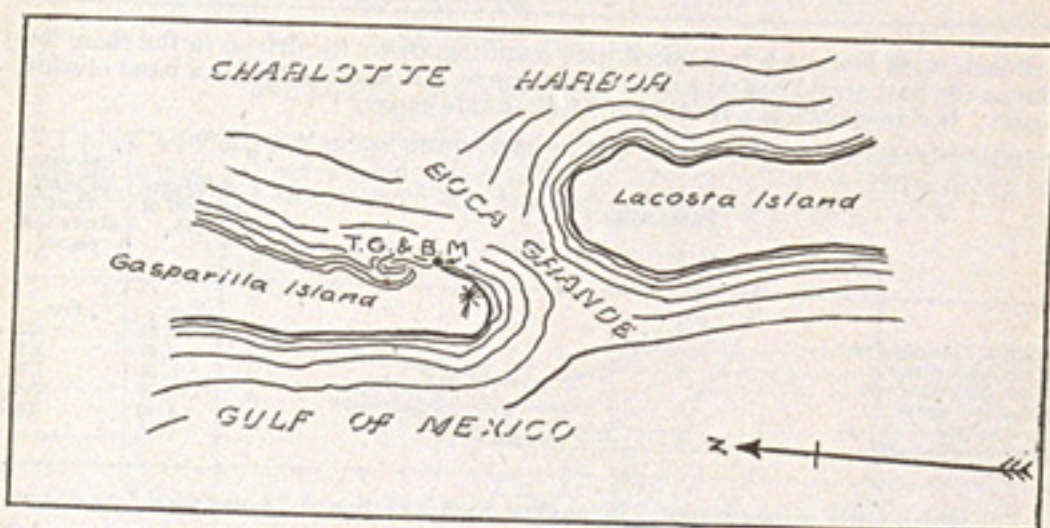 CHARLOTTE HARBOR
BOCA GRANDE
Lacosta Island
T.G. & B.M
Gasparilla Island
GULF OF MEXICO
N